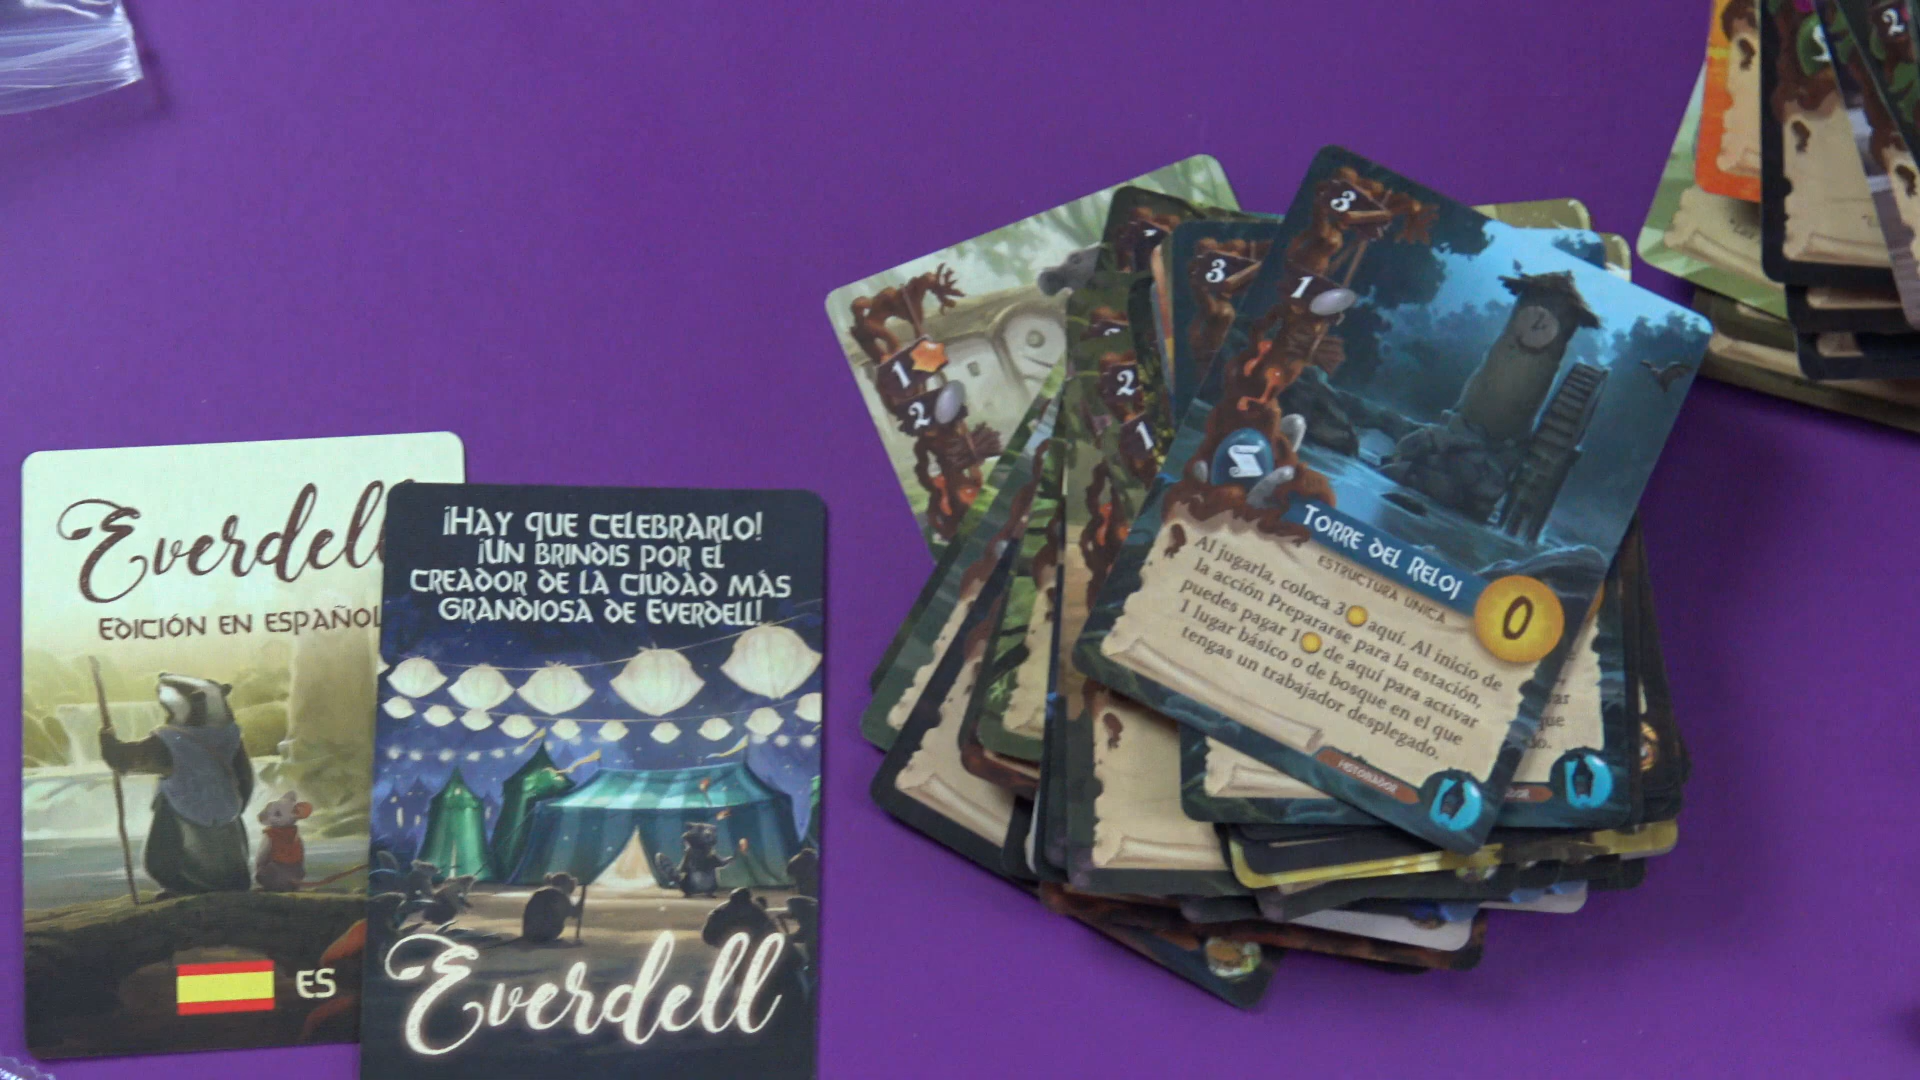 Everdell
EDICIÓN EN ESPAÑOL
ES
¡HAY QUE CELEBRARLO!
¡UN BRINDIS POR EL
CREADOR DE LA CIUDAD MÁS
GRANDIOSA DE EVERDELL!
Everdell
1
2
2
1
3
3
1
TORRE DEL RELOJ
ESTRUCTURA ÚNICA
0
Al jugarla, coloca 3 aquí. Al inicio de
la acción Prepararse para la estación,
puedes pagar 1 de aquí para activar
1 lugar básico o de bosque en el que
tengas un trabajador desplegado.
HISTORIADOR
2